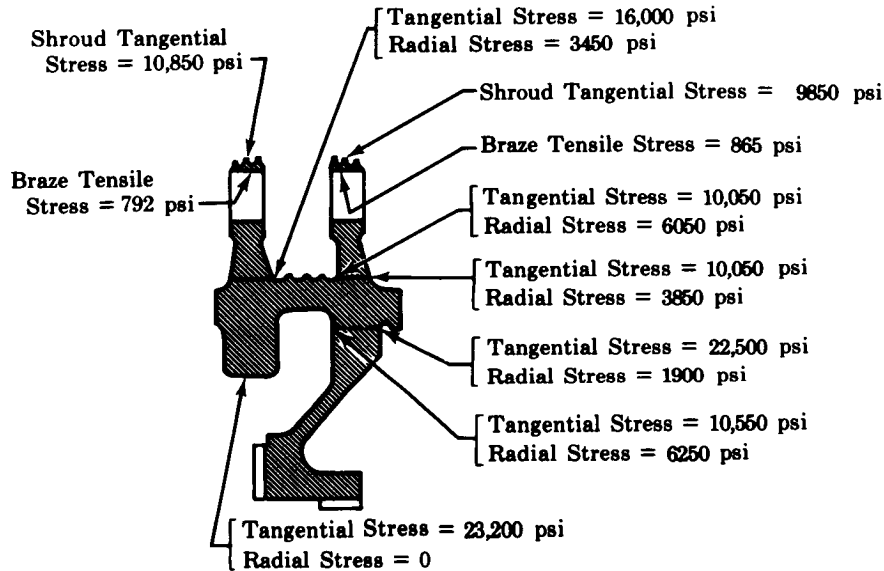 Tangential Stress = 16,000 psi
Radial Stress = 3450 psi
Shroud Tangential
Stress = 10,850 psi
Shroud Tangential Stress = 9850 psi
Braze Tensile Stress = 865 psi
Braze Tensile
Stress = 792 psi
Tangential Stress = 10,050 psi
Radial Stress = 6050 psi
Tangential Stress = 10,050 psi
Radial Stress = 3850 psi
Tangential Stress = 22,500 psi
Radial Stress = 1900 psi
Tangential Stress = 10,550 psi
Radial Stress = 6250 psi
Tangential Stress = 23,200 psi
Radial Stress = 0